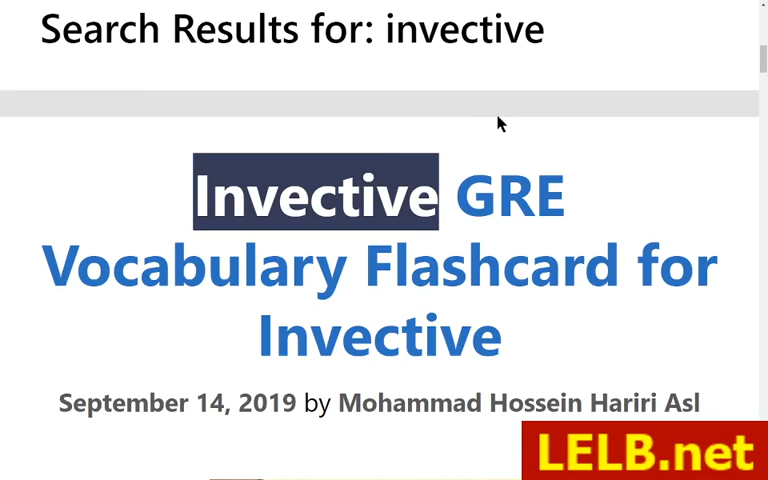 Search Results for: invective
Invective GRE
Vocabulary Flashcard for
Invective
September 14, 2019 by Mohammad Hossein Hariri Asl
LELB.net